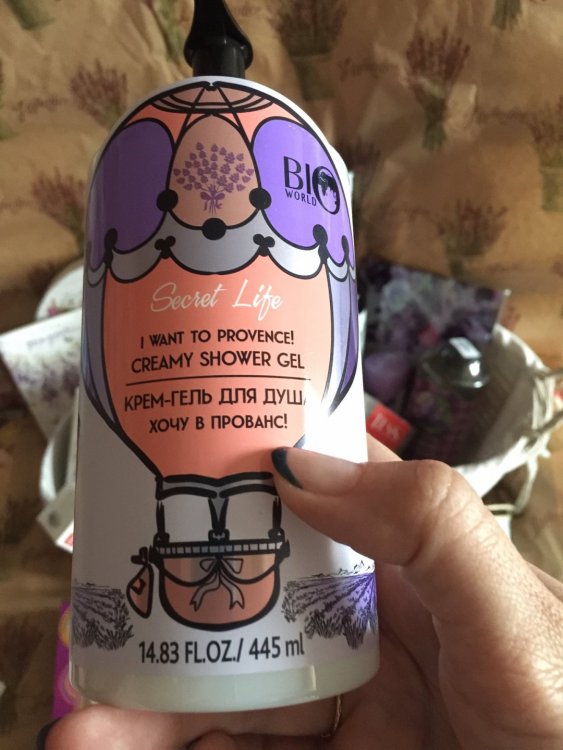 BIO
WORLD
Secret Life
I WANT TO PROVENCE!
CREAMY SHOWER GEL
КРЕМ-ГЕЛЬ ДЛЯ ДУША
ХОЧУ В ПРОВАНС!
14.83 FL.OZ./ 445 ml